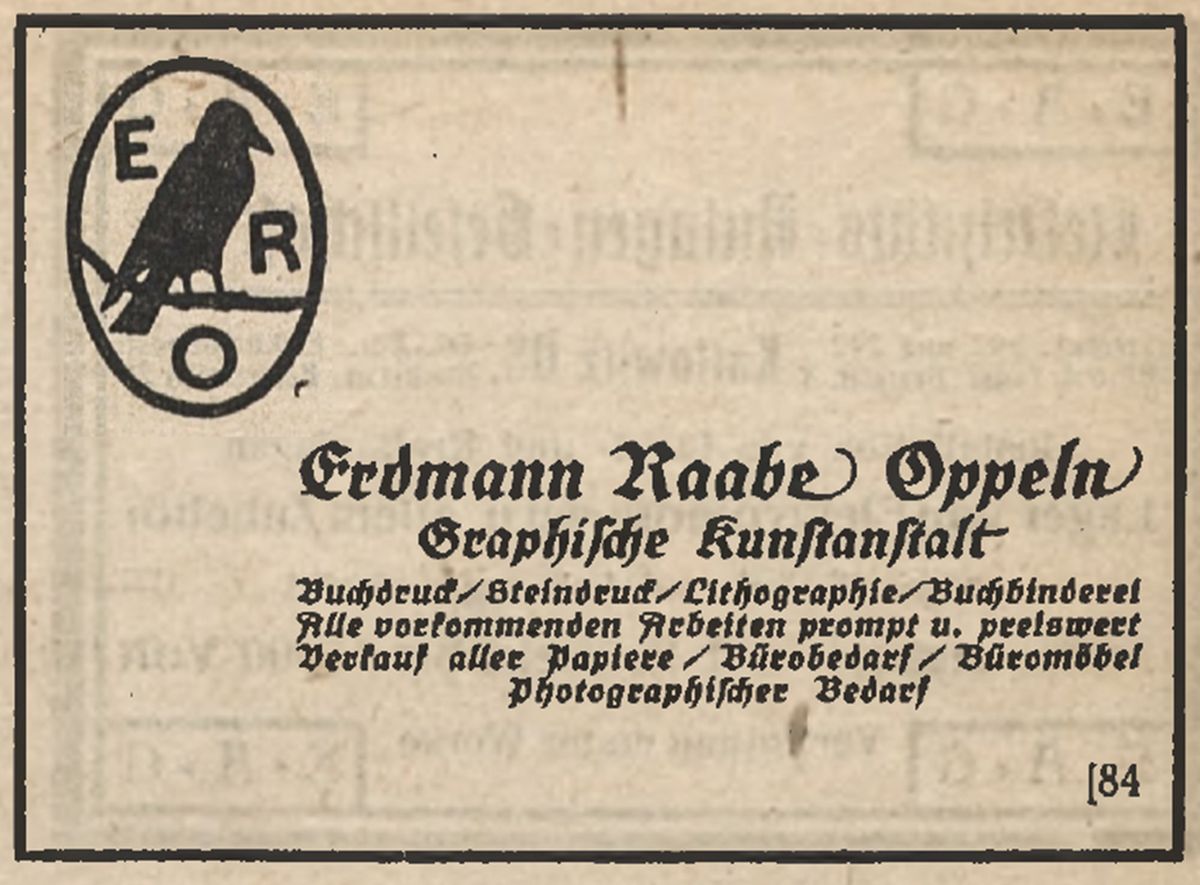 E
R
O
Erdmann Raabe Oppeln
Graphische Kunstanstalt
Buchdruck/Steindruck/Lithographie/Buchbinderei
Alle vorkommenden Arbeiten prompt u. preiswert
Verkauf aller Papiere / Bürobedarf / Büromöbel
Photographischer Bedarf
[84